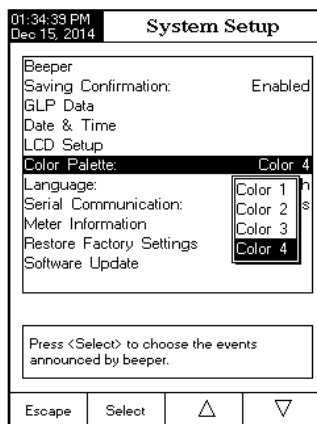 01:34:39 PM
Dec 15, 2014
System Setup
Beeper
Saving Confirmation: Enabled
GLP Data
Date & Time
LCD Setup
Color Palette: Color 4
Language: h
Serial Communication: s
Meter Information
Restore Factory Settings
Software Update
Color 1
Color 2
Color 3
Color 4
Press <Select> to choose the events
announced by beeper.
Escape Select